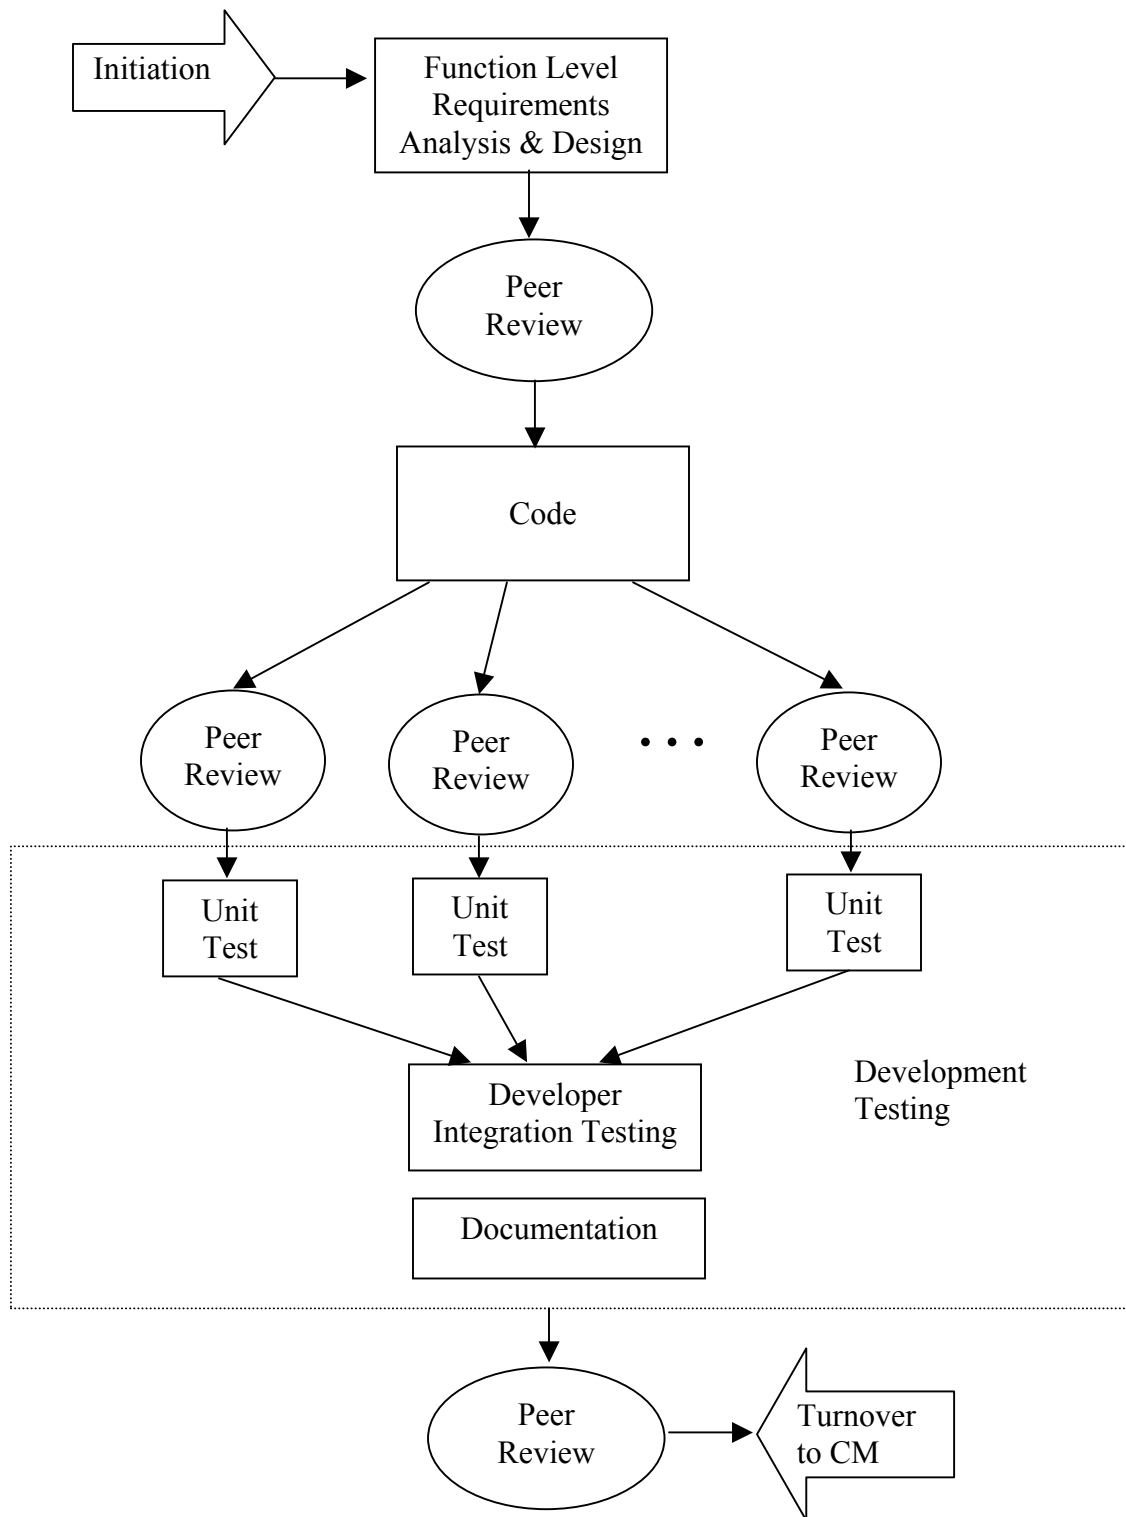 Initiation
Function Level
Requirements
Analysis & Design
Peer
Review
Code
Peer
Review
Peer
Review
. . .
Peer
Review
Unit
Test
Unit
Test
Unit
Test
Developer
Integration Testing
Development
Testing
Documentation
Peer
Review
Turnover
to CM